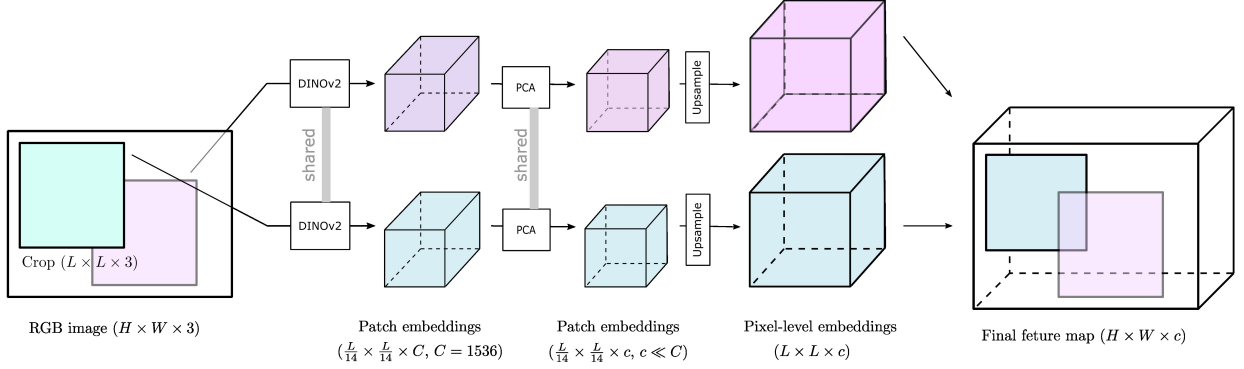 DINOv2
PCA
Upsample
shared
shared
Crop (L × L × 3)
DINOv2
PCA
Upsample
RGB image (H × W × 3)
Patch embeddings
(L/14 × L/14 × C, C = 1536)
Patch embeddings
(L/14 × L/14 × c, c ≪ C)
Pixel-level embeddings
(L × L × c)
Final feture map (H × W × c)